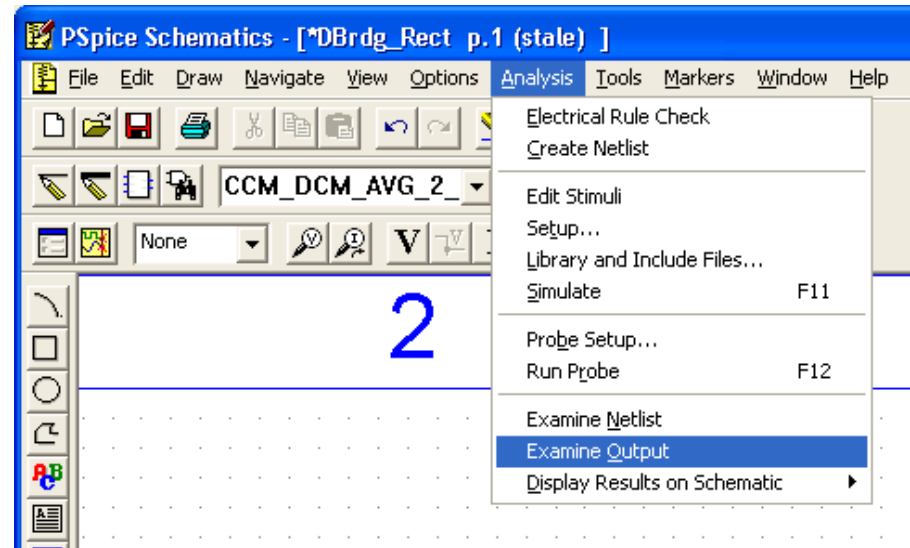 PSpice Schematics - [*DBrdg_Rect p.1 (stale) ]
File Edit Draw Navigate View Options Analysis Tools Markers Window Help
Electrical Rule Check
Create Netlist
CCM_DCM_AVG_2_
Edit Stimuli
Setup...
None V V
Library and Include Files...
Simulate F11
2
Probe Setup...
Run Probe F12
Examine Netlist
Examine Output
ABC
Display Results on Schematic
A